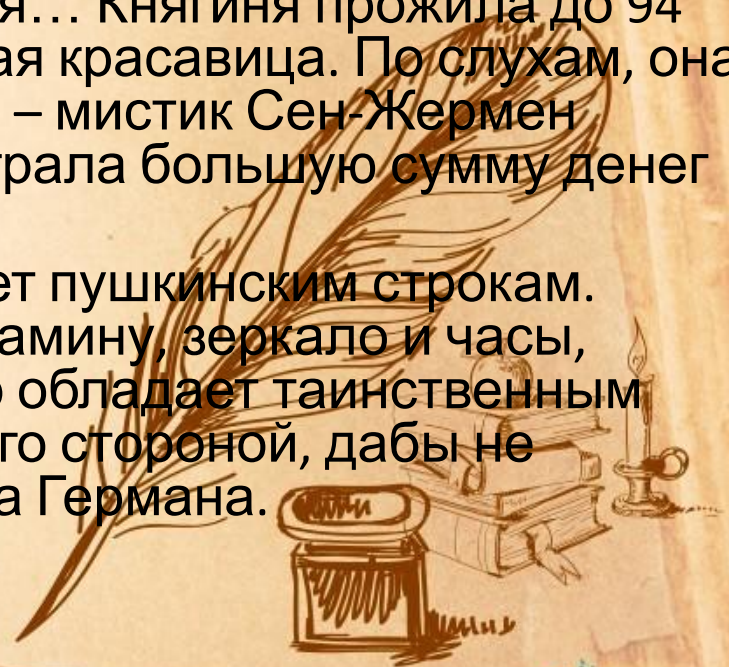 я... Княгиня прожила до 94
ая красавица. По слухам, она
– мистик Сен-Жермен
грала большую сумму денег
ет пушкинским строкам.
амину, зеркало и часы,
о обладает таинственным
го стороной, дабы не
а Германа.